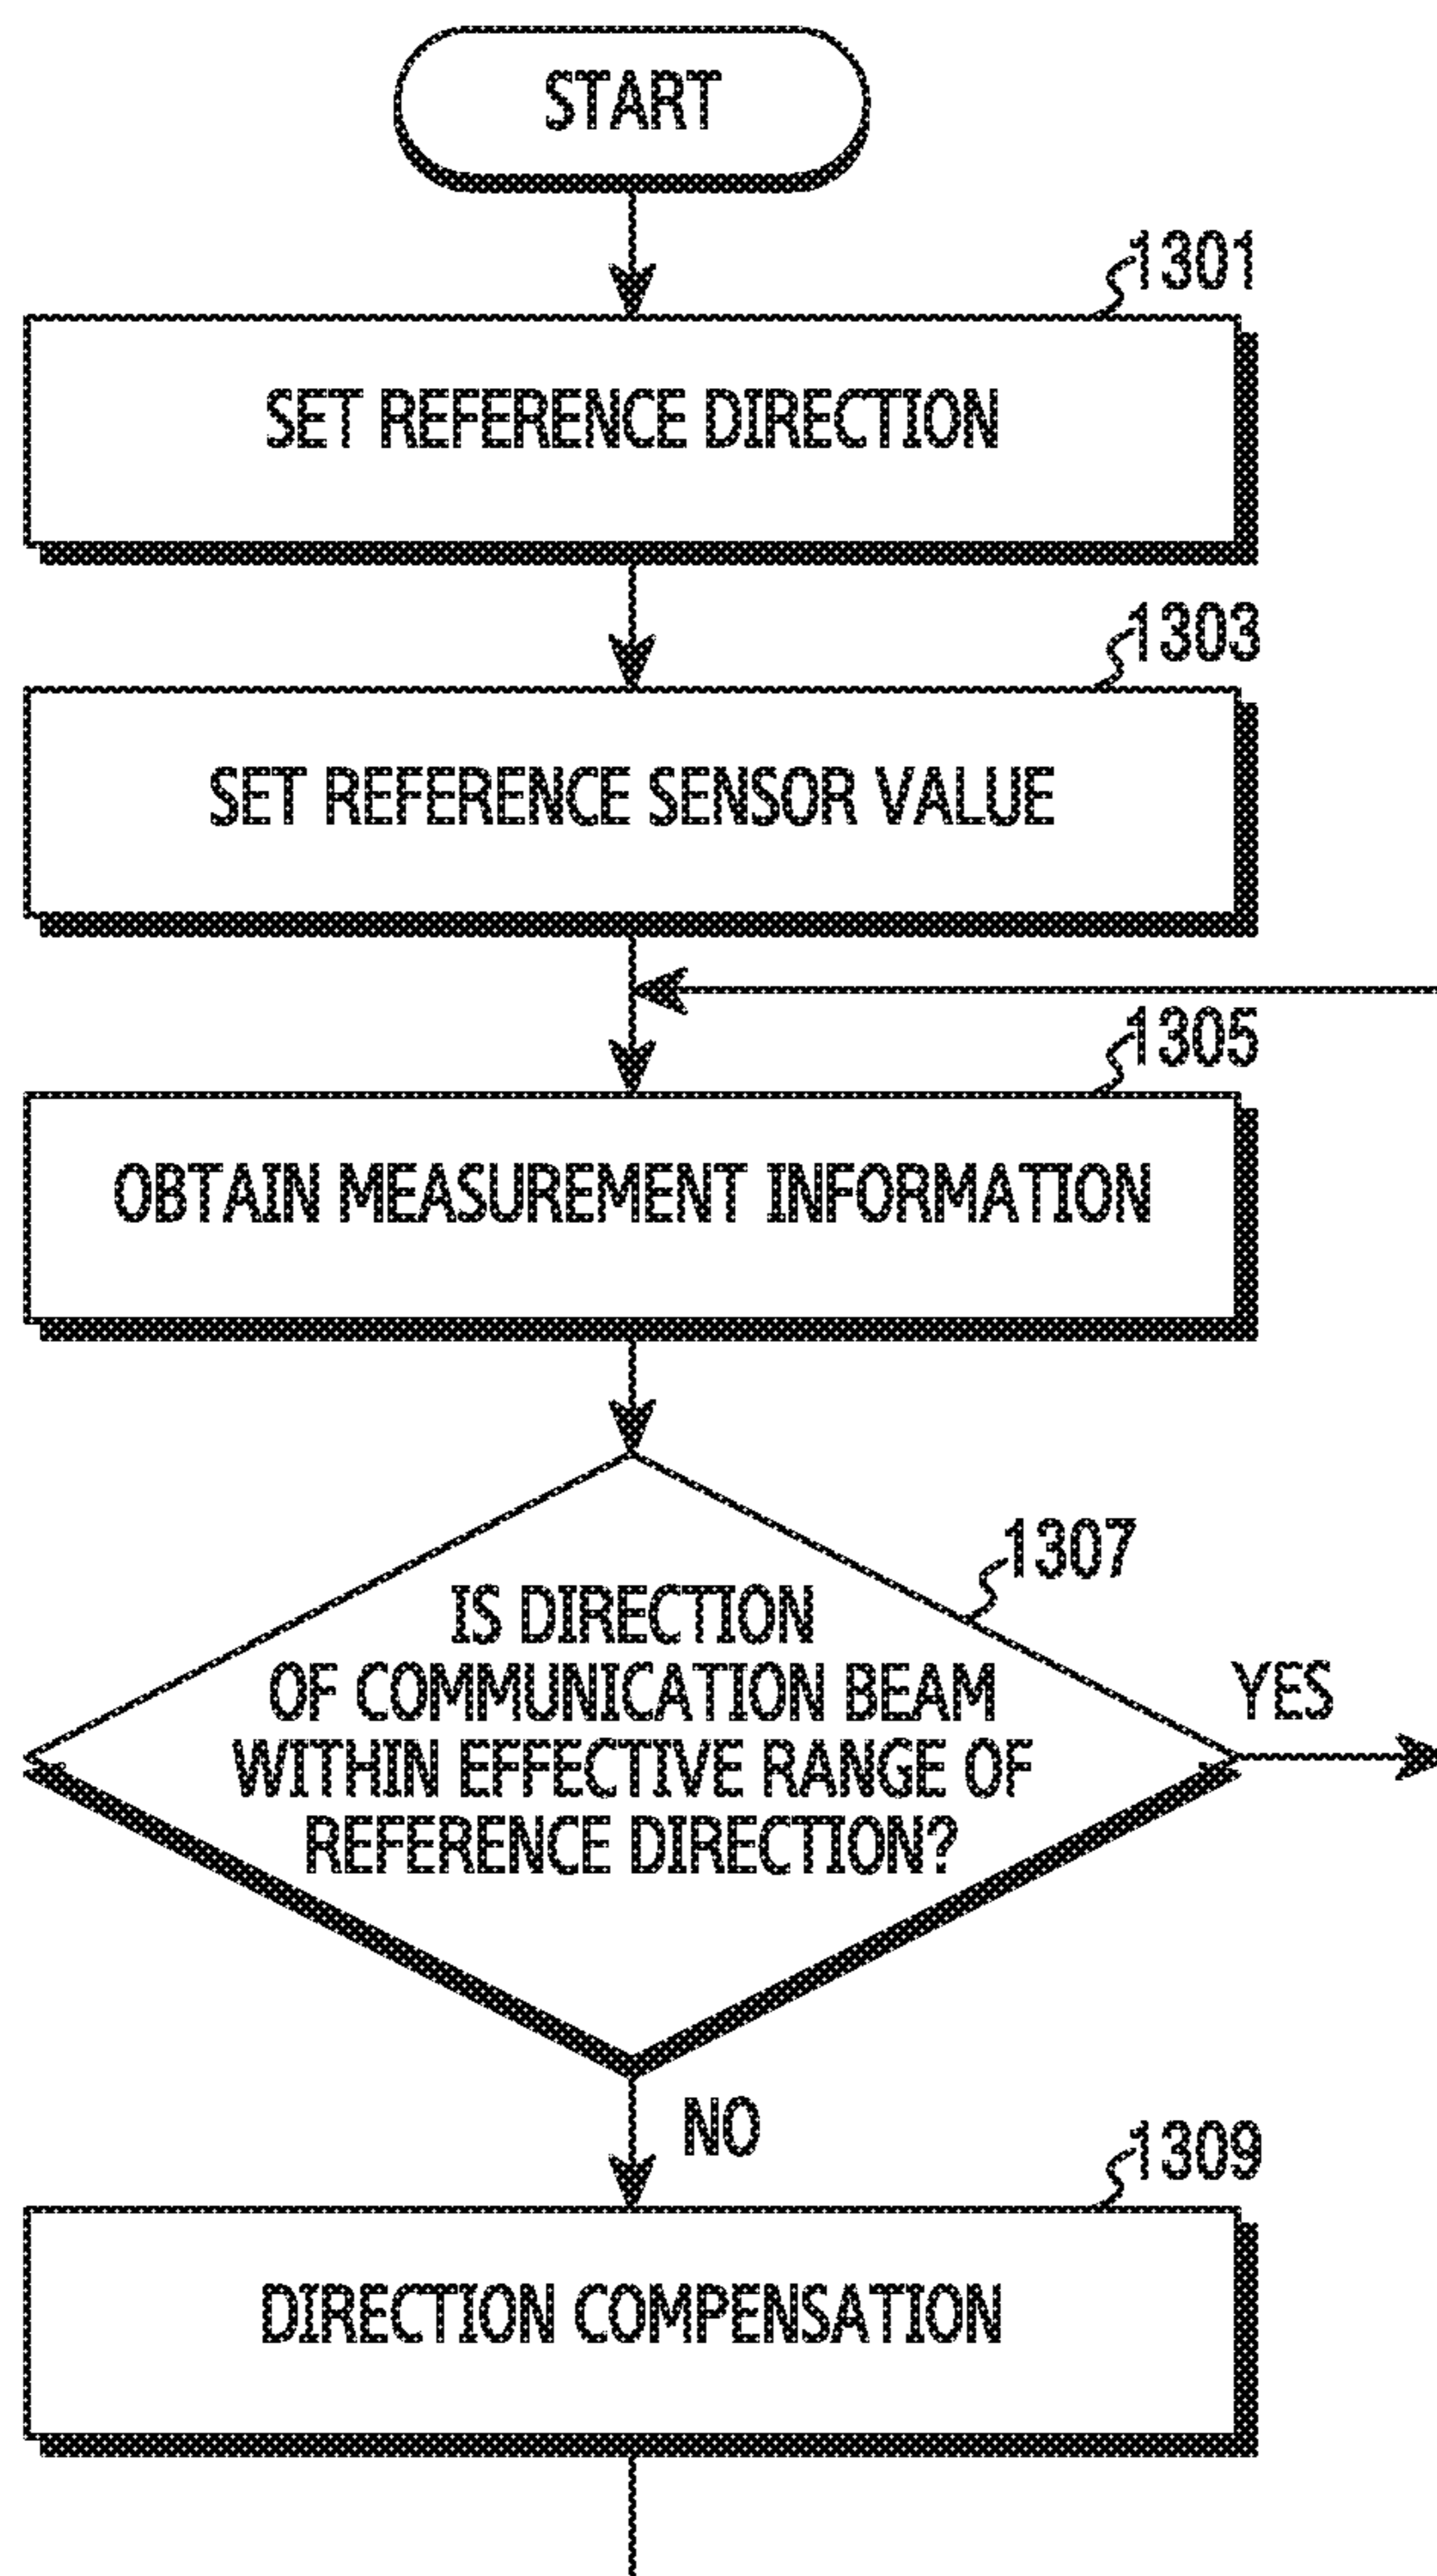 START
1301
SET REFERENCE DIRECTION
1303
SET REFERENCE SENSOR VALUE
1305
OBTAIN MEASUREMENT INFORMATION
1307
IS DIRECTION
OF COMMUNICATION BEAM
WITHIN EFFECTIVE RANGE OF
REFERENCE DIRECTION?
YES
NO
1309
DIRECTION COMPENSATION